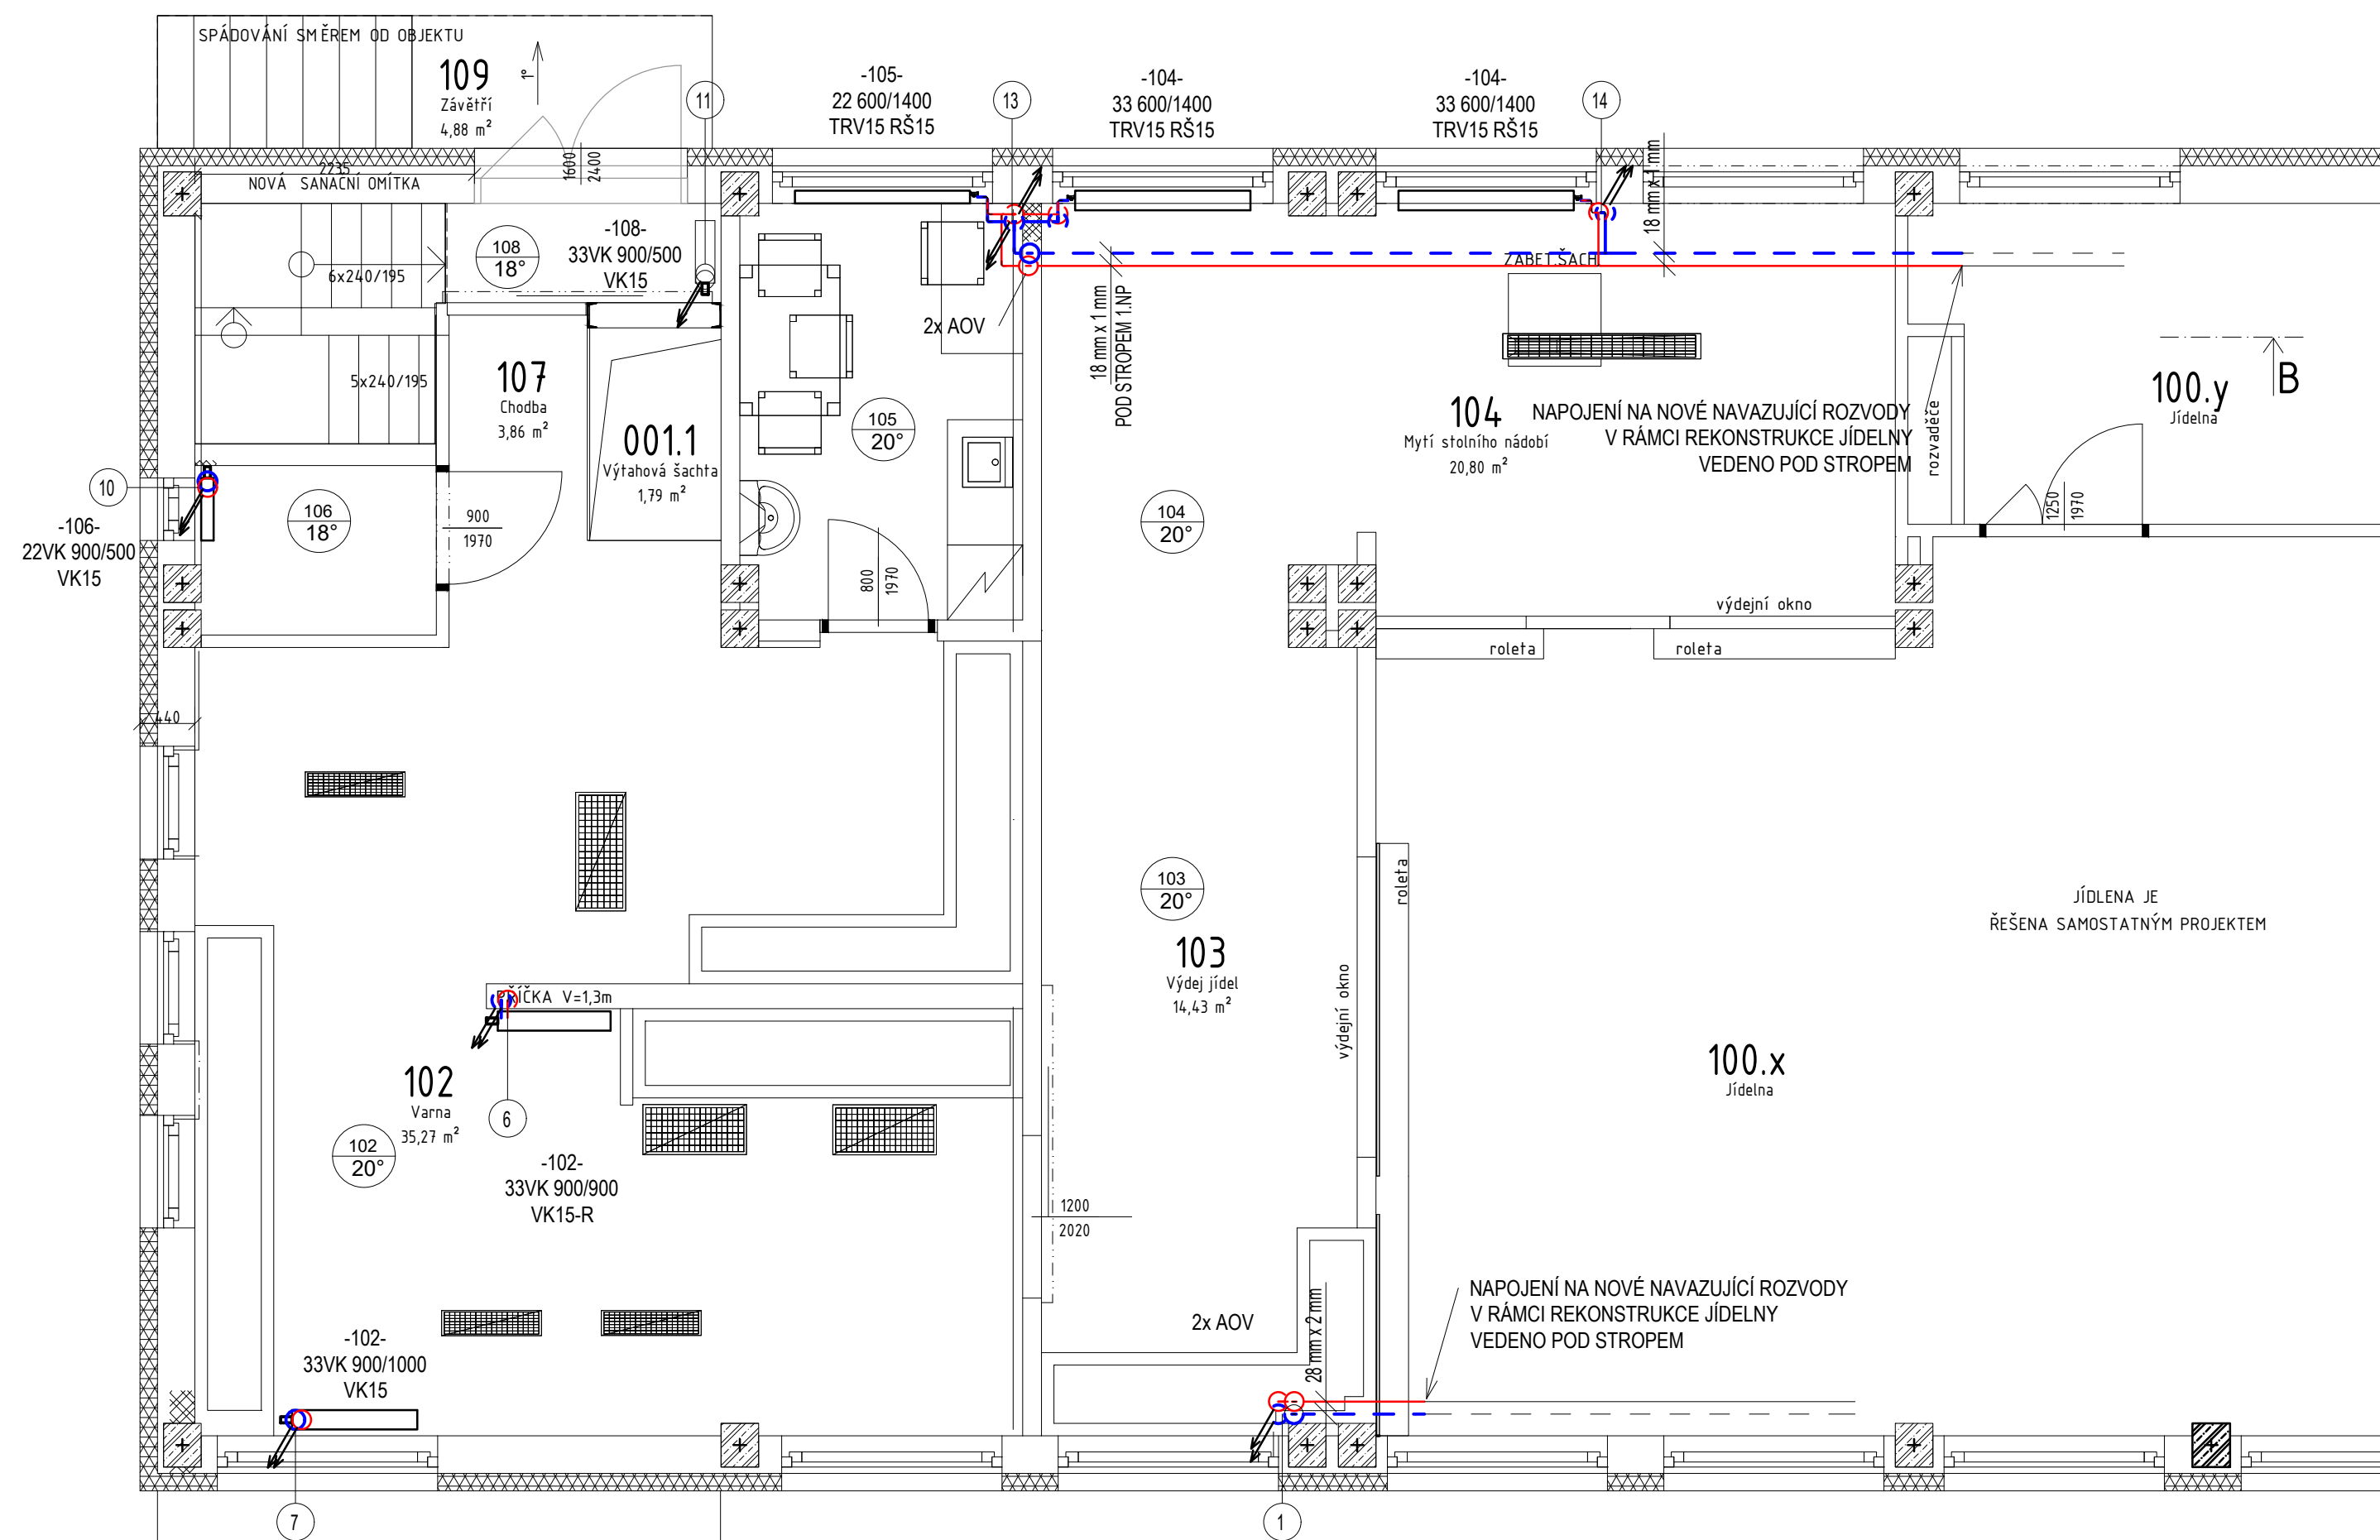 SPÁDOVÁNÍ SMĚREM OD OBJEKTU
109
Závětří
4,88 m²
1°
11
-105-
22 600/1400
TRV15 RŠ15
13
-104-
33 600/1400
TRV15 RŠ15
-104-
33 600/1400
TRV15 RŠ15
14
2235
NOVÁ SANAČNÍ OMÍTKA
1600
2400
18 mm x 1 mm
108
18°
-108-
33VK 900/500
VK15
6x240/195
5x240/195
2x AOV
18 mm x 1 mm
POD STROPEM 1.NP
ZABET.ŠACH
107
Chodba
3,86 m²
001.1
Výtahová šachta
1,79 m²
105
20°
104
Mytí stolního nádobí
20,80 m²
NAPOJENÍ NA NOVÉ NAVAZUJÍCÍ ROZVODY
V RÁMCI REKONSTRUKCE JÍDELNY
VEDENO POD STROPEM
rozvaděče
100.y
Jídelna
B
10
-106-
22VK 900/500
VK15
106
18°
900
1970
800
1970
104
20°
1250
1970
výdejní okno
roleta
roleta
440
103
20°
103
Výdej jídel
14,43 m²
roleta
výdejní okno
JÍDLENA JE
ŘEŠENA SAMOSTATNÝM PROJEKTEM
PŘÍČKA V=1,3m
102
Varna
35,27 m²
6
102
20°
-102-
33VK 900/900
VK15-R
100.x
Jídelna
1200
2020
-102-
33VK 900/1000
VK15
2x AOV
28 mm x 2 mm
NAPOJENÍ NA NOVÉ NAVAZUJÍCÍ ROZVODY
V RÁMCI REKONSTRUKCE JÍDELNY
VEDENO POD STROPEM
7
1